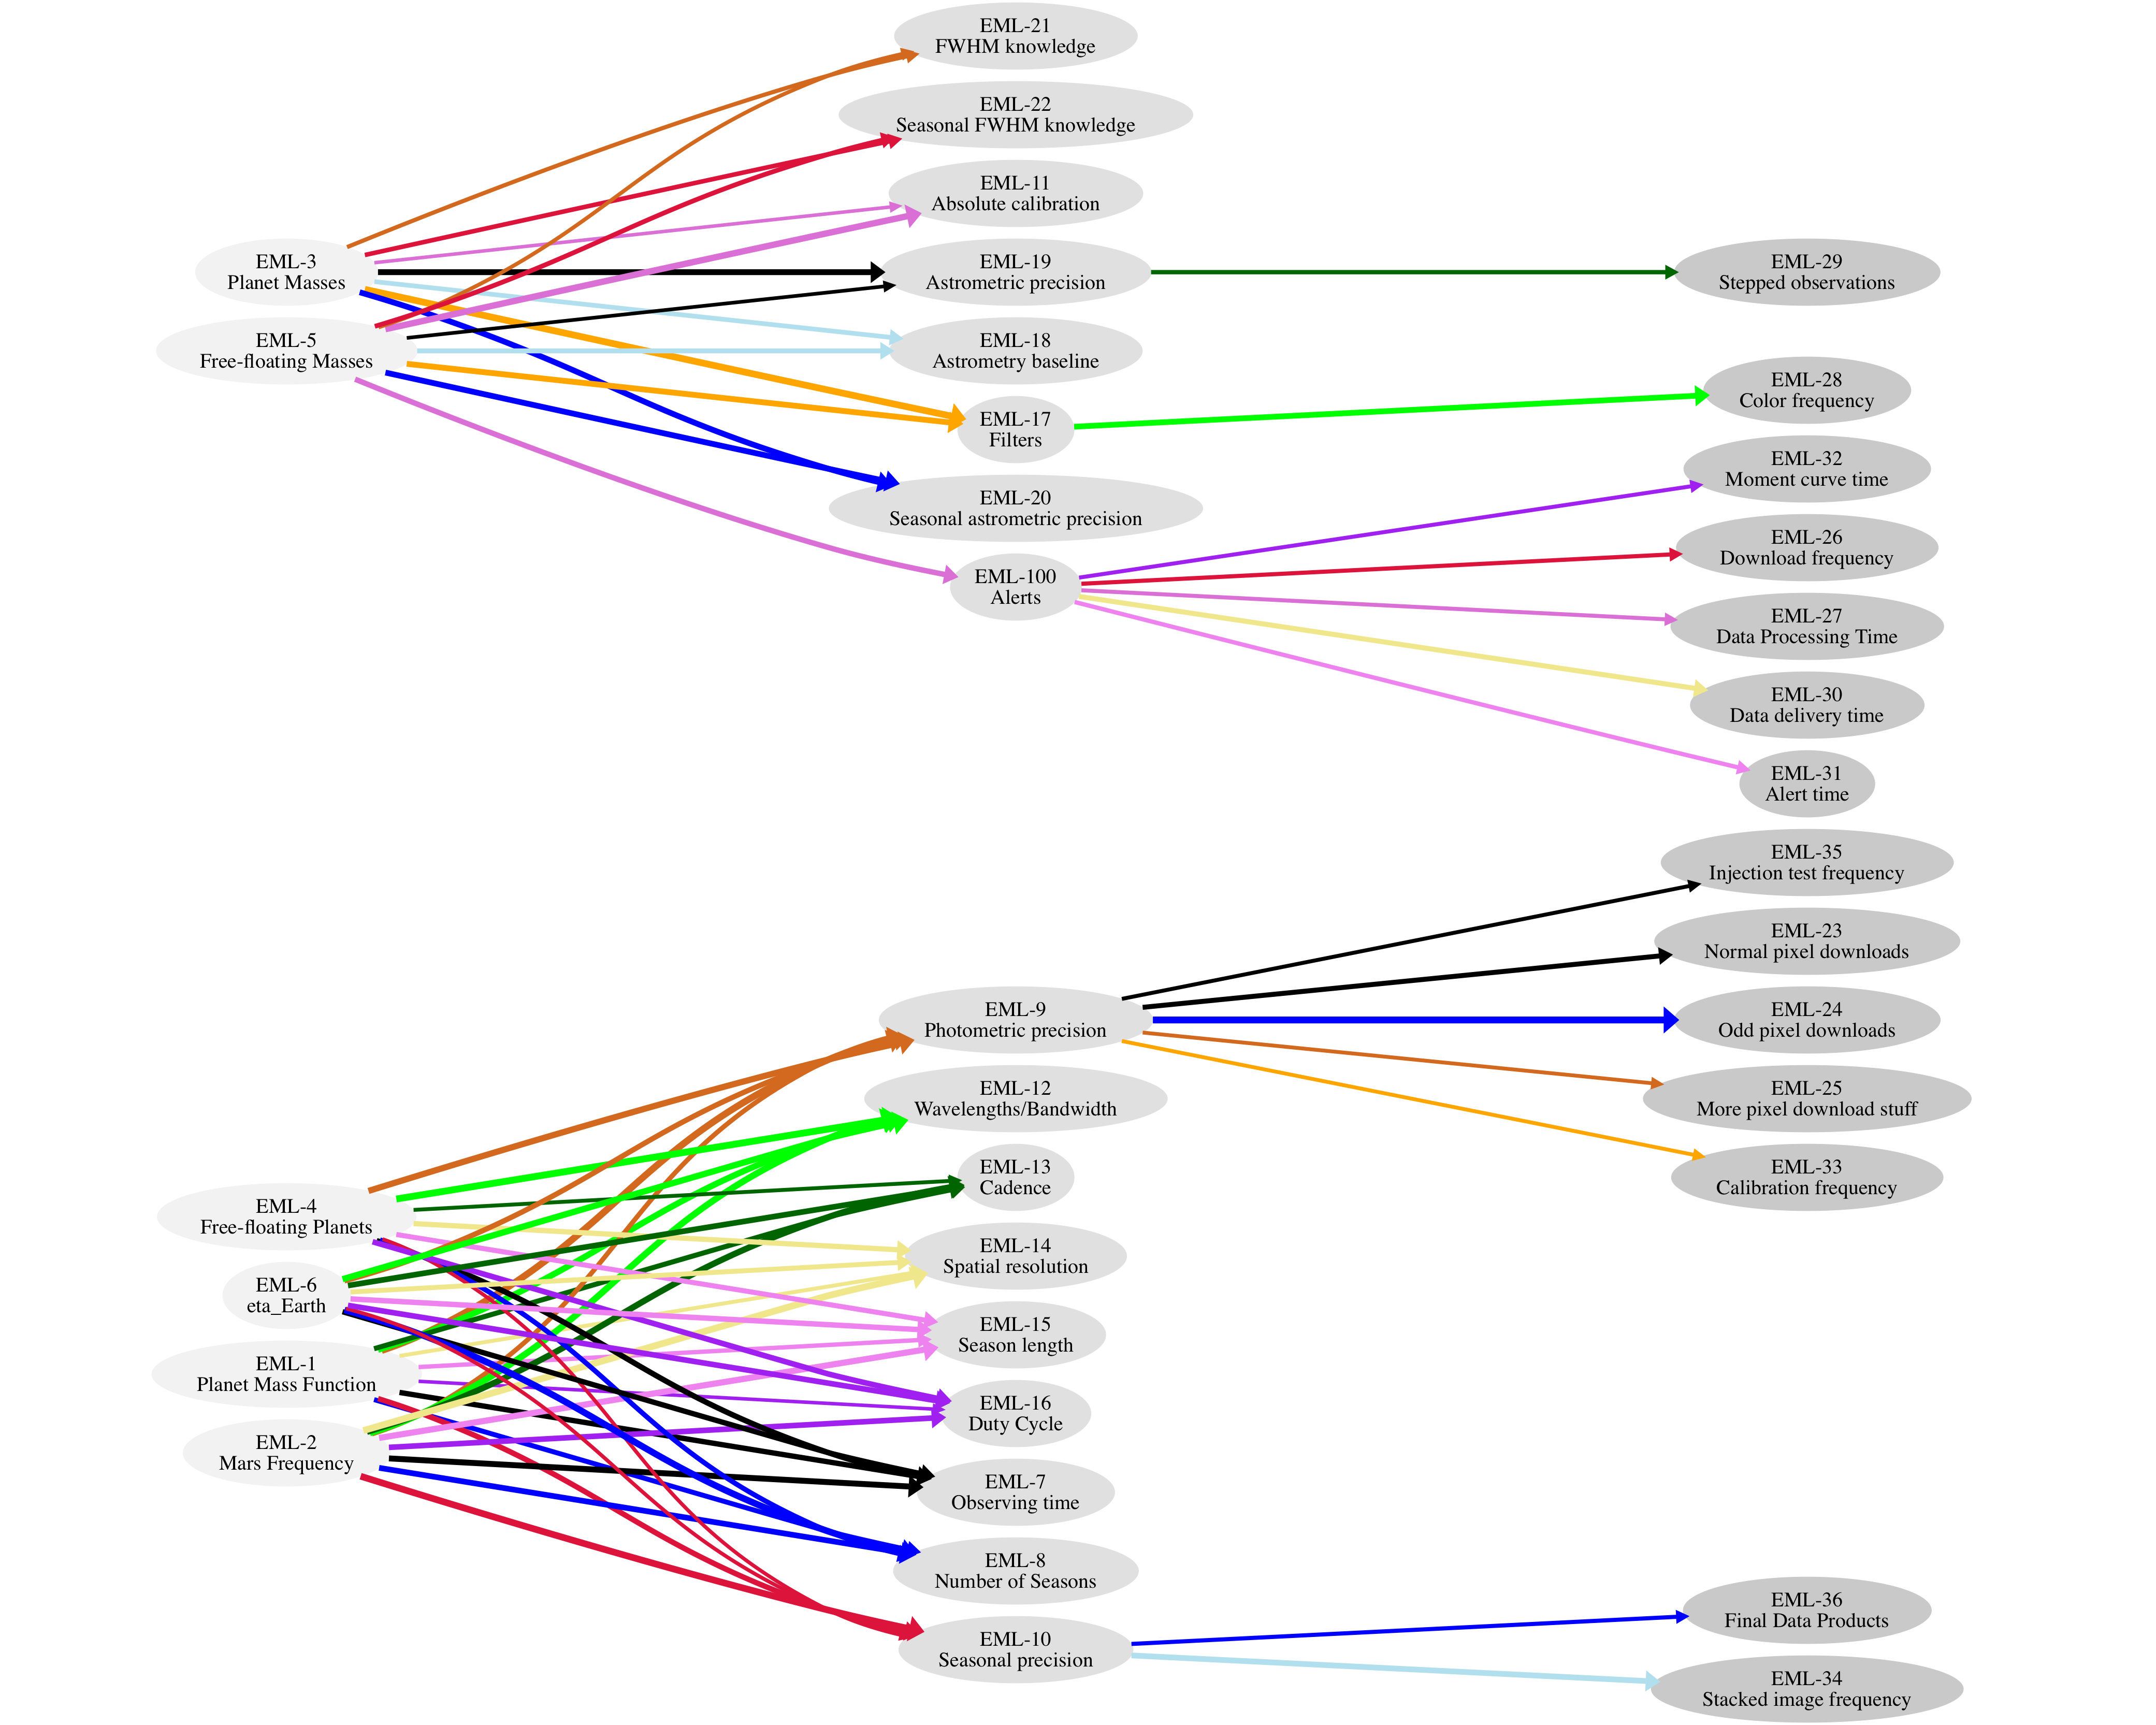 EML-21
FWHM knowledge
EML-22
Seasonal FWHM knowledge
EML-11
Absolute calibration
EML-3
Planet Masses
EML-19
Astrometric precision
EML-29
Stepped observations
EML-5
Free-floating Masses
EML-18
Astrometry baseline
EML-28
Color frequency
EML-17
Filters
EML-32
Moment curve time
EML-20
Seasonal astrometric precision
EML-26
Download frequency
EML-100
Alerts
EML-27
Data Processing Time
EML-30
Data delivery time
EML-31
Alert time
EML-35
Injection test frequency
EML-23
Normal pixel downloads
EML-9
Photometric precision
EML-24
Odd pixel downloads
EML-12
Wavelengths/Bandwidth
EML-25
More pixel download stuff
EML-13
Cadence
EML-33
Calibration frequency
EML-4
Free-floating Planets
EML-14
Spatial resolution
EML-6
eta_Earth
EML-15
Season length
EML-1
Planet Mass Function
EML-16
Duty Cycle
EML-2
Mars Frequency
EML-7
Observing time
EML-8
Number of Seasons
EML-36
Final Data Products
EML-10
Seasonal precision
EML-34
Stacked image frequency